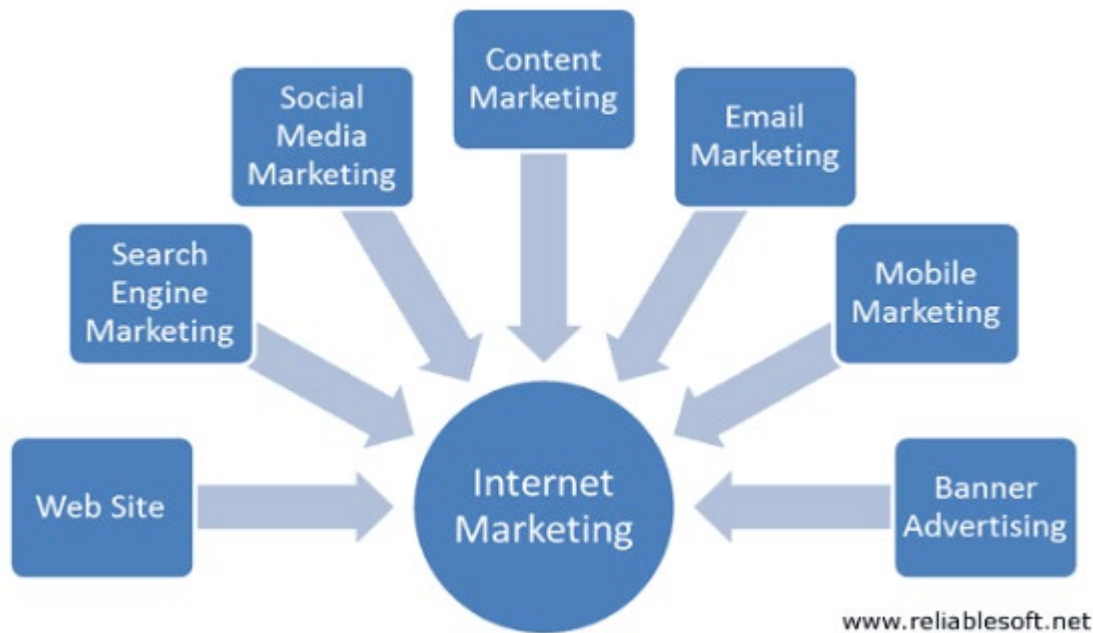 Content
Marketing
Social
Media
Marketing
Email
Marketing
Search
Engine
Marketing
Mobile
Marketing
Web Site
Internet
Marketing
Banner
Advertising
www.reliablesoft.net